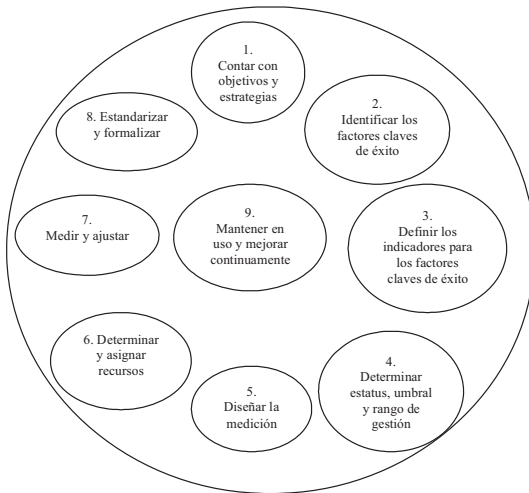 1.
Contar con
objetivos y
estrategias
2.
Identificar los
factores claves
de éxito
3.
Definir los
indicadores para
los factores
claves de éxito
4.
Determinar
estatus, umbral
y rango de
gestión
5.
Diseñar la
medición
6. Determinar
y asignar
recursos
7.
Medir y ajustar
8. Estandarizar
y formalizar
9.
Mantener en
uso y mejorar
continuamente